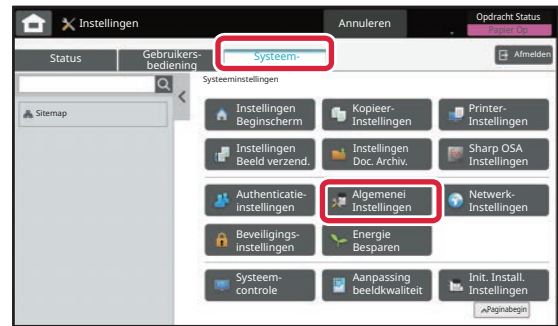 Instellingen
Annuleren
Opdracht Status
Papier Op
Status
Gebruikers-
bediening
Systeem-
Afmelden
Systeeminstellingen
Sitemap
Instellingen
Beginscherm
Kopieer-
Instellingen
Printer-
Instellingen
Instellingen
Beeld verzend.
Instellingen
Doc. Archiv.
Sharp OSA
Instellingen
Authenticatie-
instellingen
Algemenei
Instellingen
Netwerk-
Instellingen
Beveiligings-
instellingen
Energie
Besparen
Systeem-
controle
Aanpassing
beeldkwaliteit
Init. Install.
Instellingen
Paginabegin